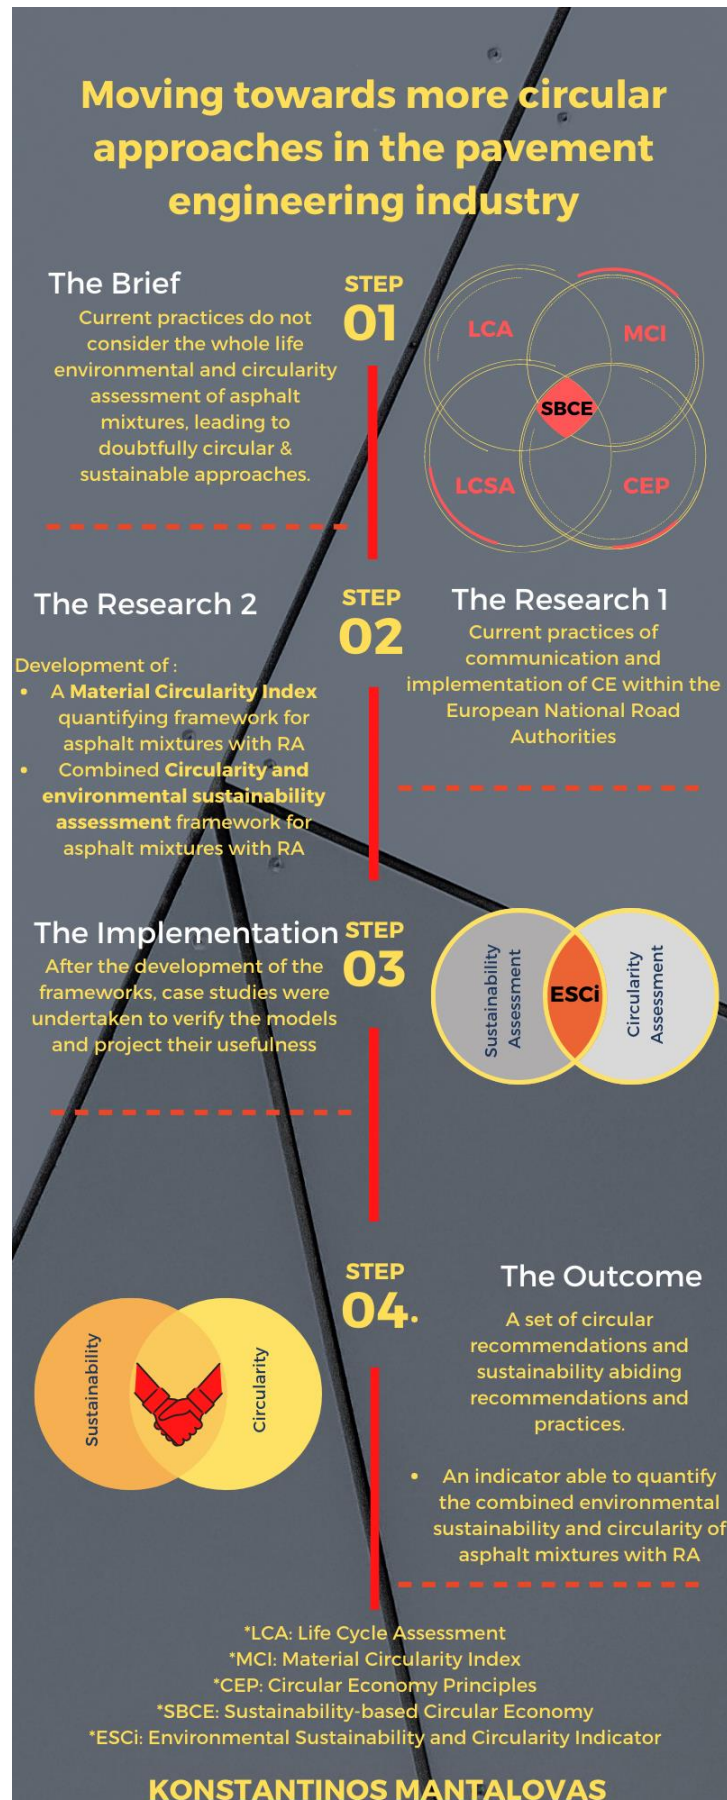 Moving towards more circular
approaches in the pavement
engineering industry
The Brief
Current practices do not
consider the whole life
environmental and circularity
assessment of asphalt
mixtures, leading to
doubtfully circular &
sustainable approaches.
STEP
01
LCA
MCI
SBCE
LCSA
CEP
STEP
02
The Research 1
Current practices of
communication and
implementation of CE within the
European National Road
Authorities
The Research 2
Development of :
• A Material Circularity Index
quantifying framework for
asphalt mixtures with RA
• Combined Circularity and
environmental sustainability
assessment framework for
asphalt mixtures with RA
The Implementation
After the development of the
frameworks, case studies were
undertaken to verify the models
and project their usefulness
STEP
03
Sustainability
Assessment
ESCi
Circularity
Assessment
STEP
04.
Sustainability
Circularity
The Outcome
A set of circular
recommendations and
sustainability abiding
recommendations and
practices.
• An indicator able to quantify
the combined environmental
sustainability and circularity of
asphalt mixtures with RA
*LCA: Life Cycle Assessment
*MCI: Material Circularity Index
*CEP: Circular Economy Principles
*SBCE: Sustainability-based Circular Economy
*ESCi: Environmental Sustainability and Circularity Indicator
KONSTANTINOS MANTALOVAS